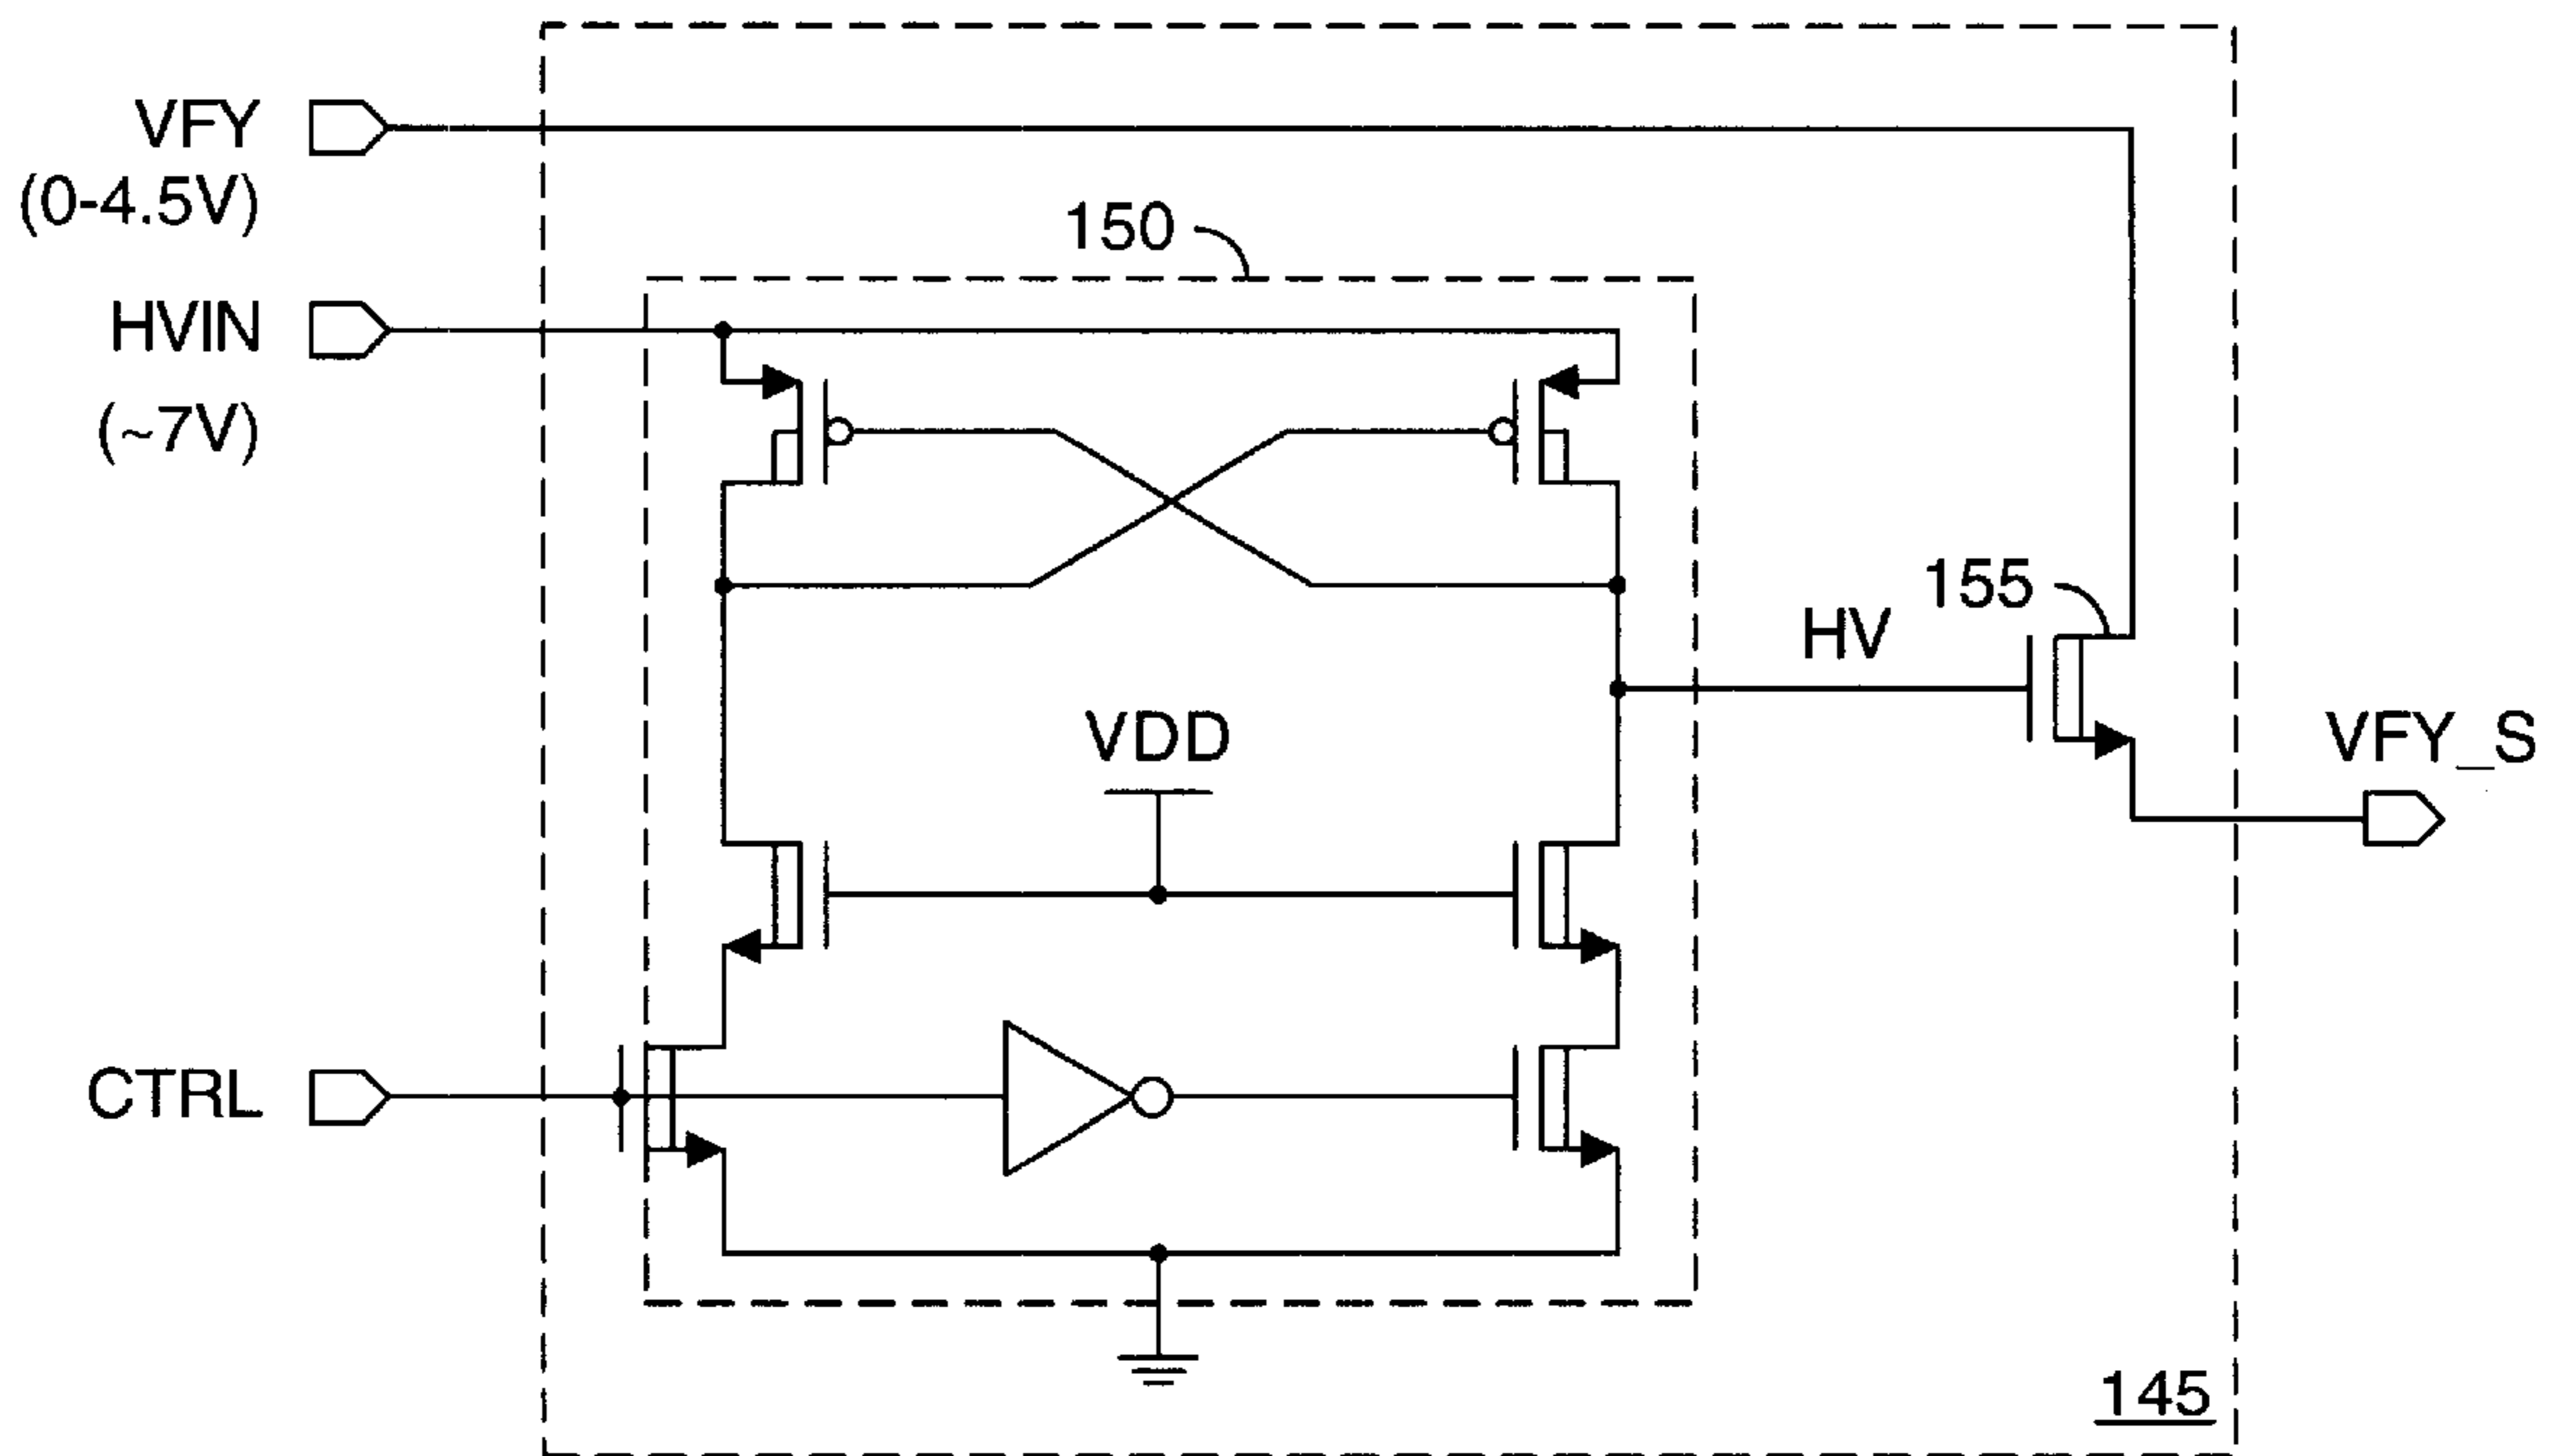 VFY
(0-4.5V)
150
HVIN
(~7V)
155
HV
VDD
VFY_S
CTRL
145